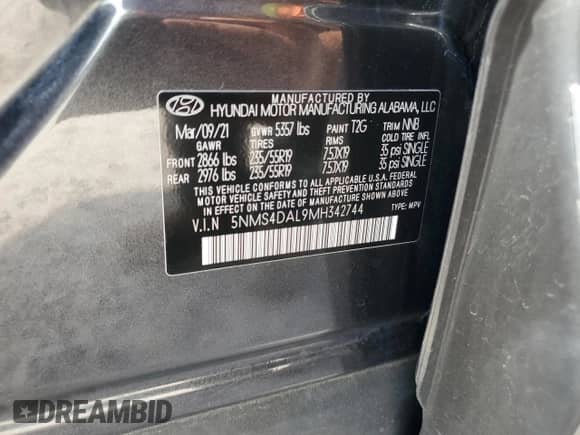 MANUFACTURED BY
HYUNDAI MOTOR MANUFACTURING ALABAMA, LLC
Mar/09/21 GVWR 5357 lbs PAINT T2G TRIM NNB
GAWR TIRES RIMS COLD TIRE INFL.
FRONT 2866 lbs 235/55R19 7.5JX19 35 psi SINGLE
REAR 2976 lbs 235/55R19 7.5JX19 35 psi SINGLE
THIS VEHICLE CONFORMS TO ALL APPLICABLE FEDERAL
MOTOR VEHICLE SAFETY AND THEFT PREVENTION STANDARDS
IN EFFECT ON THE DATE OF MANUFACTURE SHOWN ABOVE.
V.I.N 5NMS4DAL9MH342744 TYPE: MPV
DREAMBID